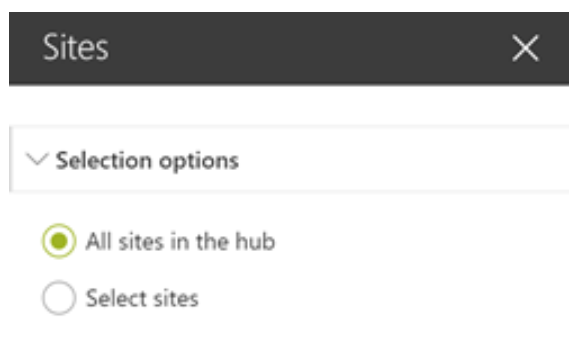 Sites
Selection options
All sites in the hub
Select sites